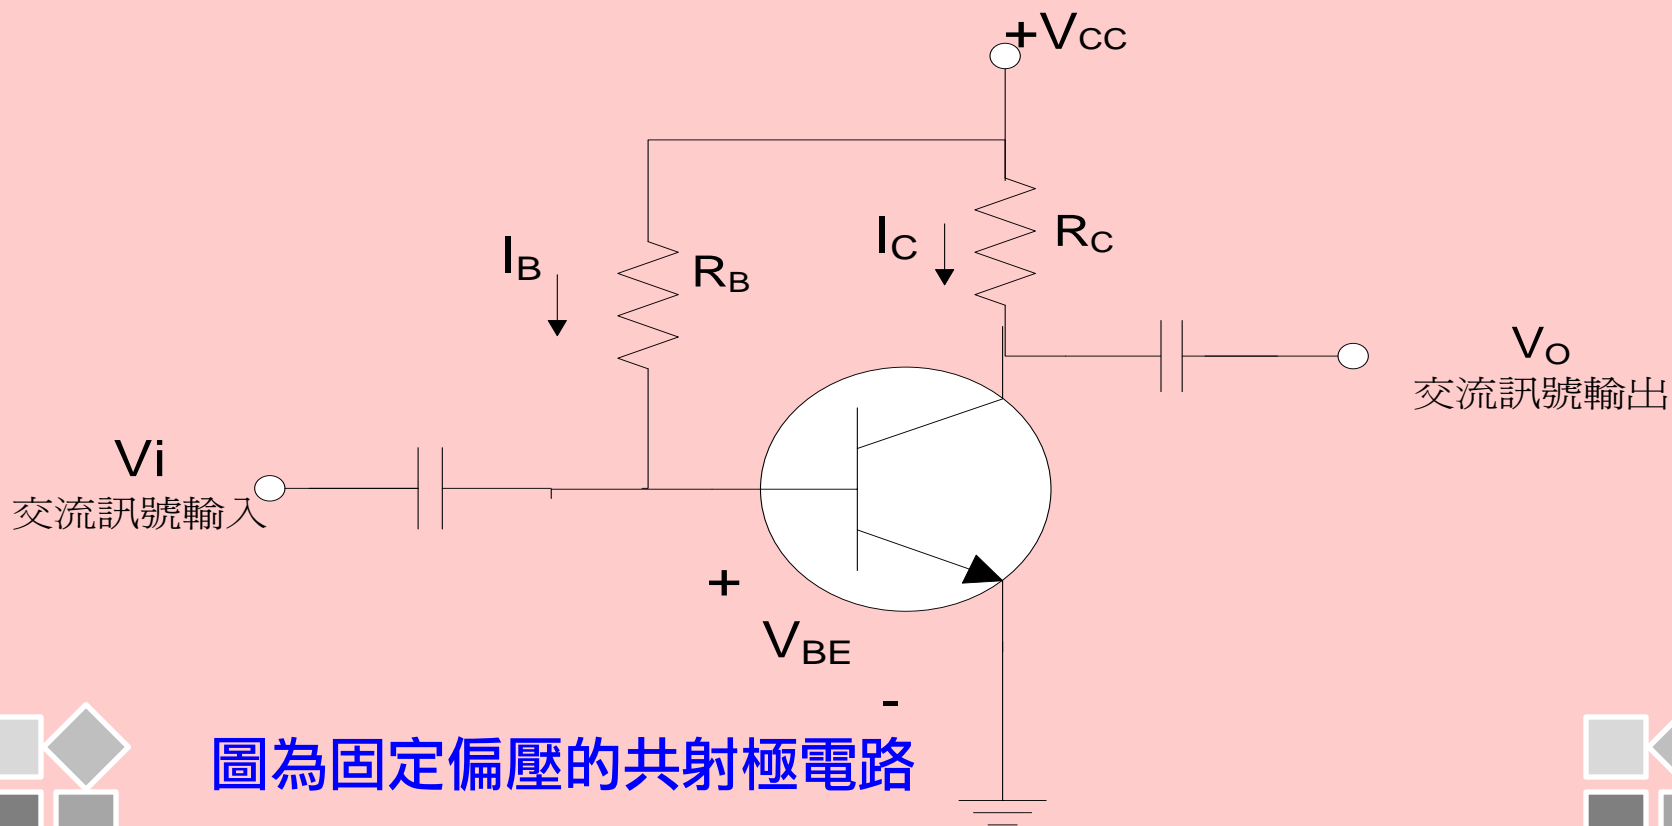 +VCC
IC
RC
IB
RB
VO
交流訊號輸出
Vi
交流訊號輸入
+
VBE
-
圖為固定偏壓的共射極電路